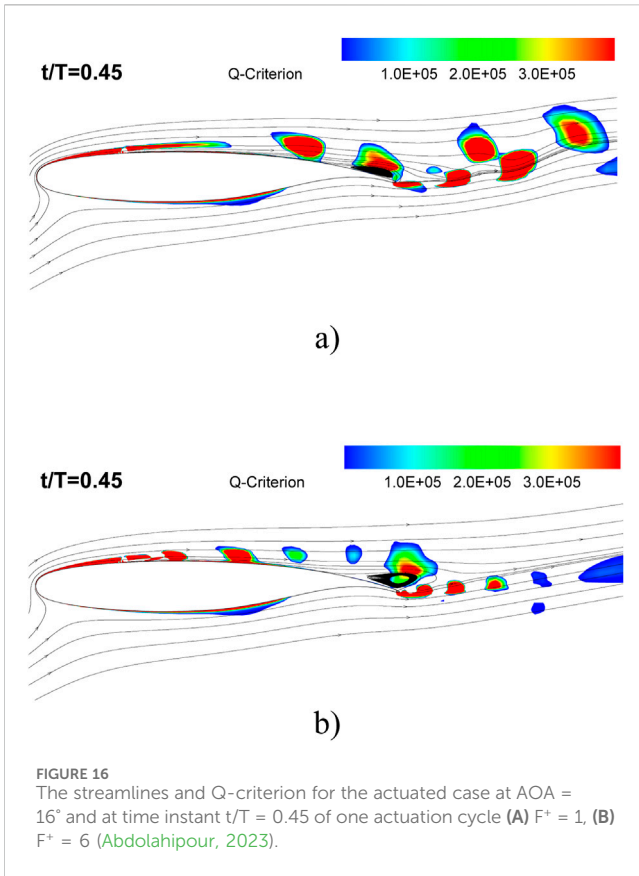 t/T=0.45
Q-Criterion
1.0E+05 2.0E+05 3.0E+05
a)
t/T=0.45
Q-Criterion
1.0E+05 2.0E+05 3.0E+05
b)
FIGURE 16
The streamlines and Q-criterion for the actuated case at AOA =
16° and at time instant t/T = 0.45 of one actuation cycle (A) F⁺ = 1, (B)
F⁺ = 6 (Abdolahipour, 2023).